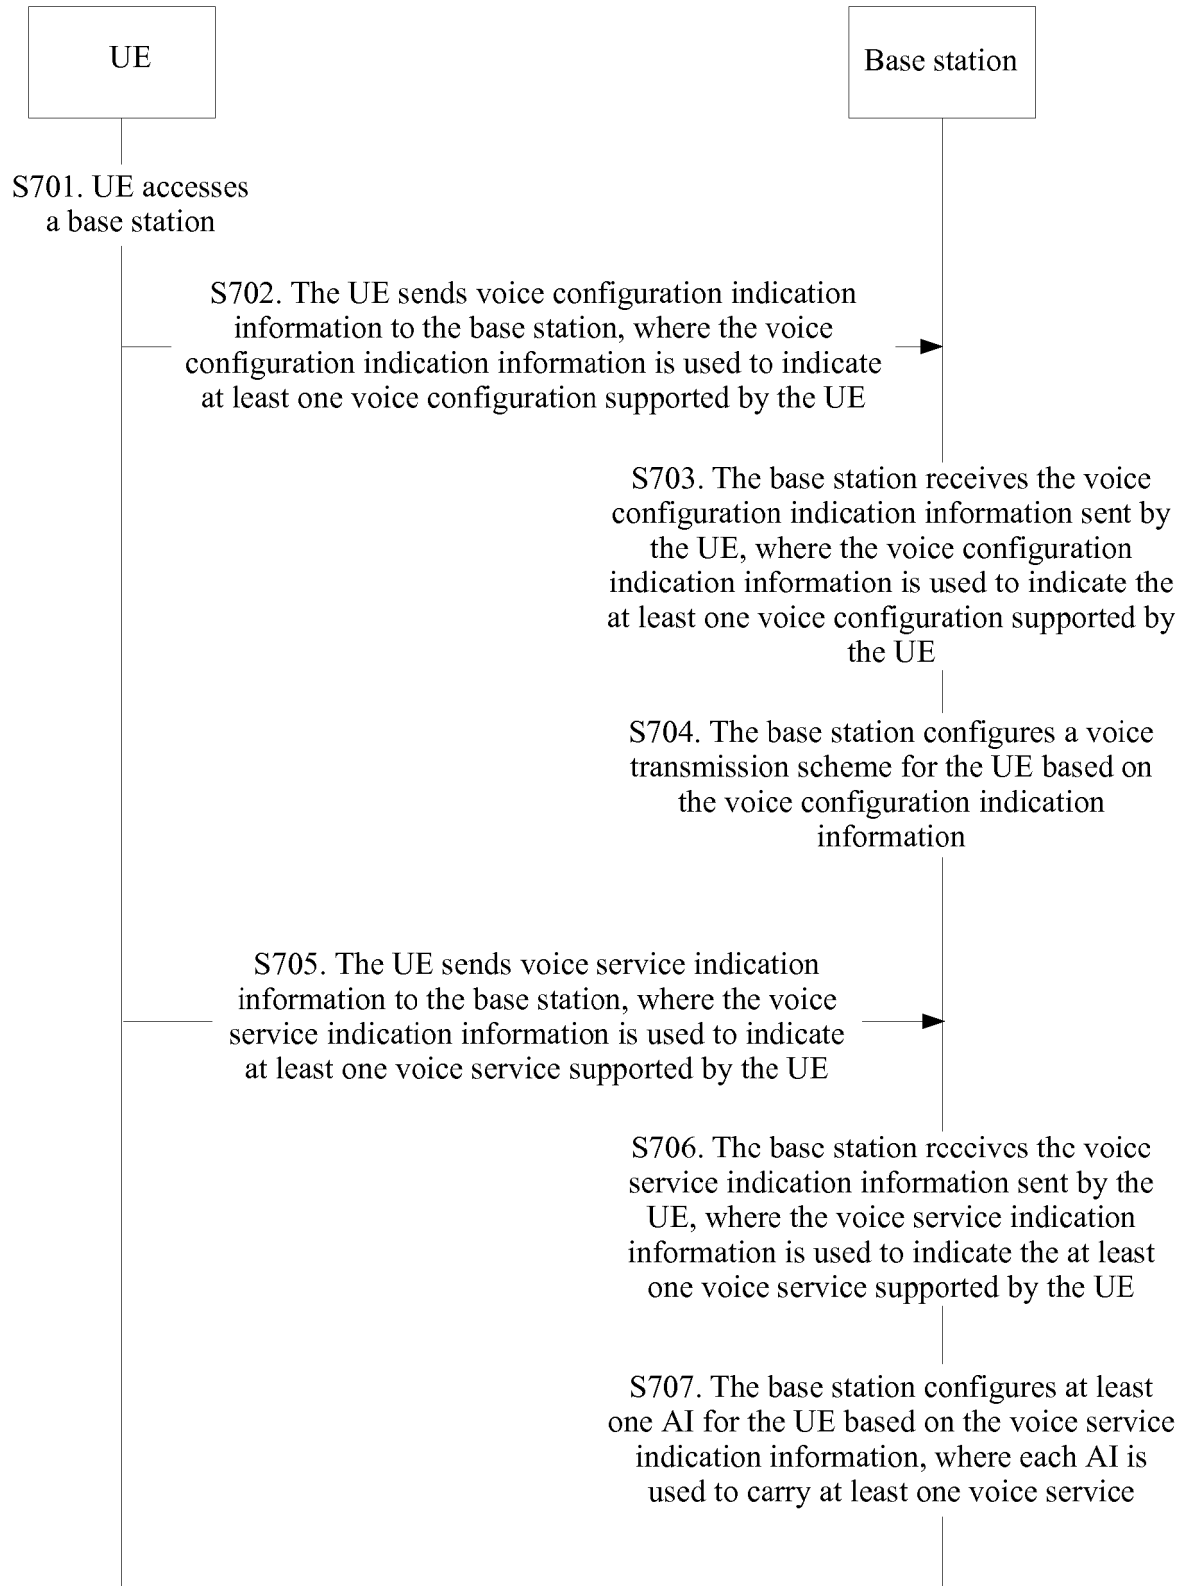 UE
Base station
S701. UE accesses
a base station
S702. The UE sends voice configuration indication
information to the base station, where the voice
configuration indication information is used to indicate
at least one voice configuration supported by the UE
S703. The base station receives the voice
configuration indication information sent by
the UE, where the voice configuration
indication information is used to indicate the
at least one voice configuration supported by
the UE
S704. The base station configures a voice
transmission scheme for the UE based on
the voice configuration indication
information
S705. The UE sends voice service indication
information to the base station, where the voice
service indication information is used to indicate
at least one voice service supported by the UE
S706. The base station receives the voice
service indication information sent by the
UE, where the voice service indication
information is used to indicate the at least
one voice service supported by the UE
S707. The base station configures at least
one AI for the UE based on the voice service
indication information, where each AI is
used to carry at least one voice service